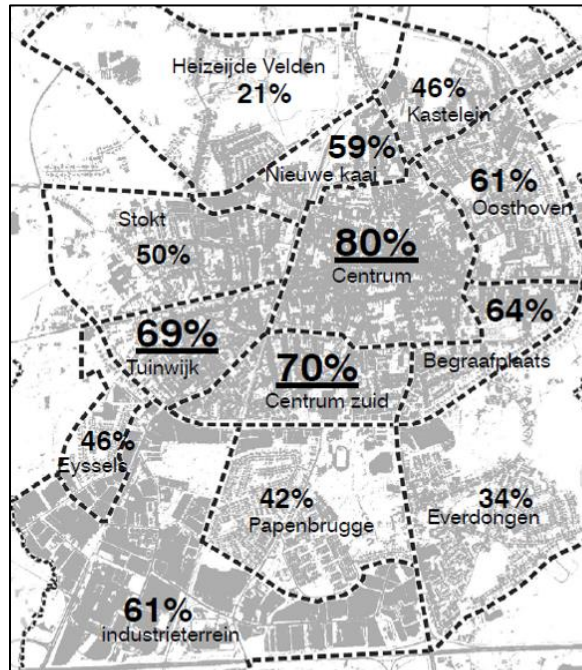 Heizeijde Velden
21%
46%
Kastelein
59%
Nieuwe kaai
61%
Oosthoven
Stokt
50%
80%
Centrum
64%
Begraafplaats
69%
Tuinwijk
70%
Centrum zuid
46%
Eyssels
42%
Papenbrugge
34%
Everdongen
61%
industrieterrein